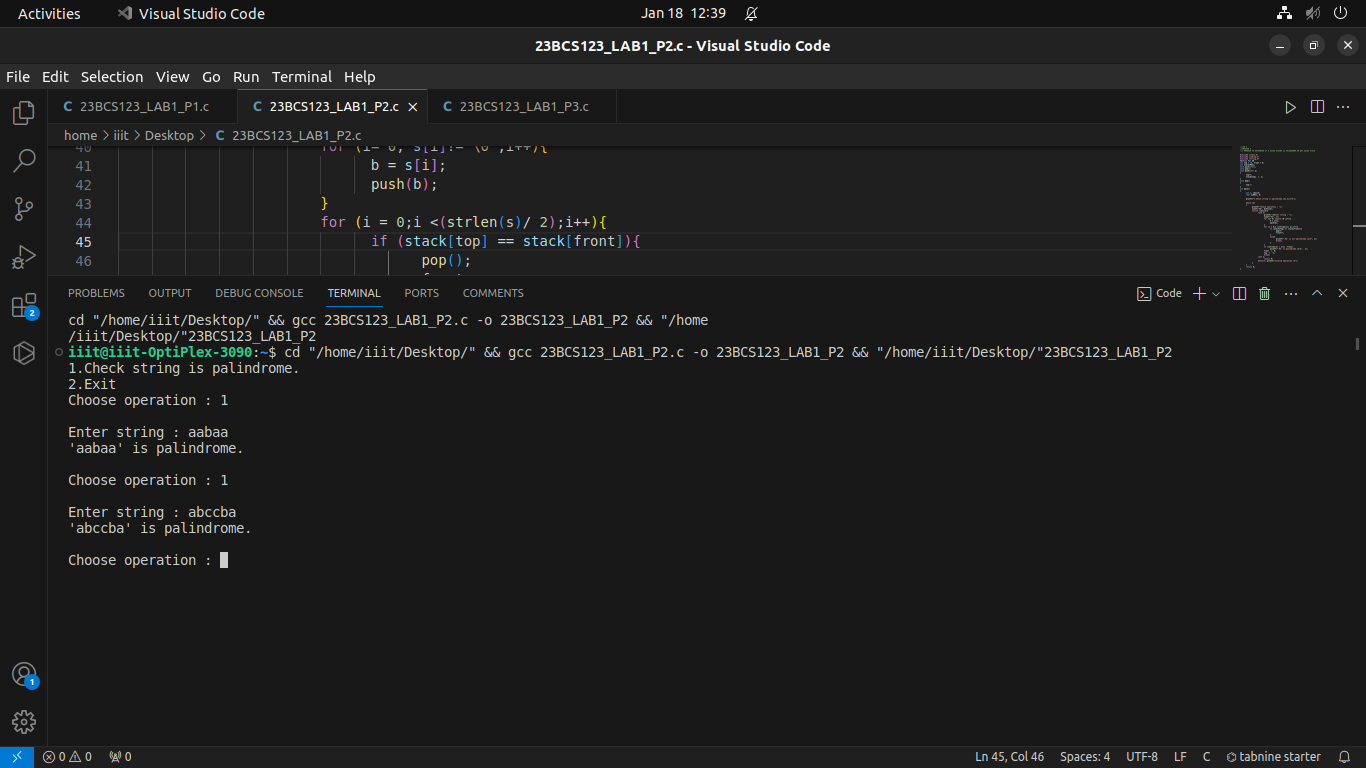 Activities Visual Studio Code Jan 18 12:39
23BCS123_LAB1_P2.c - Visual Studio Code
File Edit Selection View Go Run Terminal Help
C 23BCS123_LAB1_P1.c C 23BCS123_LAB1_P2.c C 23BCS123_LAB1_P3.c
home > iiit > Desktop > C 23BCS123_LAB1_P2.c
40 for (i= 0; s[i]!= '\0';i++){
41 b = s[i];
42 push(b);
43 }
44 for (i = 0;i <(strlen(s)/ 2);i++){
45 if (stack[top] == stack[front]){
46 pop();
PROBLEMS OUTPUT DEBUG CONSOLE TERMINAL PORTS COMMENTS Code
cd "/home/iiit/Desktop/" && gcc 23BCS123_LAB1_P2.c -o 23BCS123_LAB1_P2 && "/home
/iiit/Desktop/"23BCS123_LAB1_P2
iiit@iiit-OptiPlex-3090:~$ cd "/home/iiit/Desktop/" && gcc 23BCS123_LAB1_P2.c -o 23BCS123_LAB1_P2 && "/home/iiit/Desktop/"23BCS123_LAB1_P2
1.Check string is palindrome.
2.Exit
Choose operation : 1
Enter string : aabaa
'aabaa' is palindrome.
Choose operation : 1
Enter string : abccba
'abccba' is palindrome.
Choose operation :
2
1
0 0 0 Ln 45, Col 46 Spaces: 4 UTF-8 LF C tabnine starter